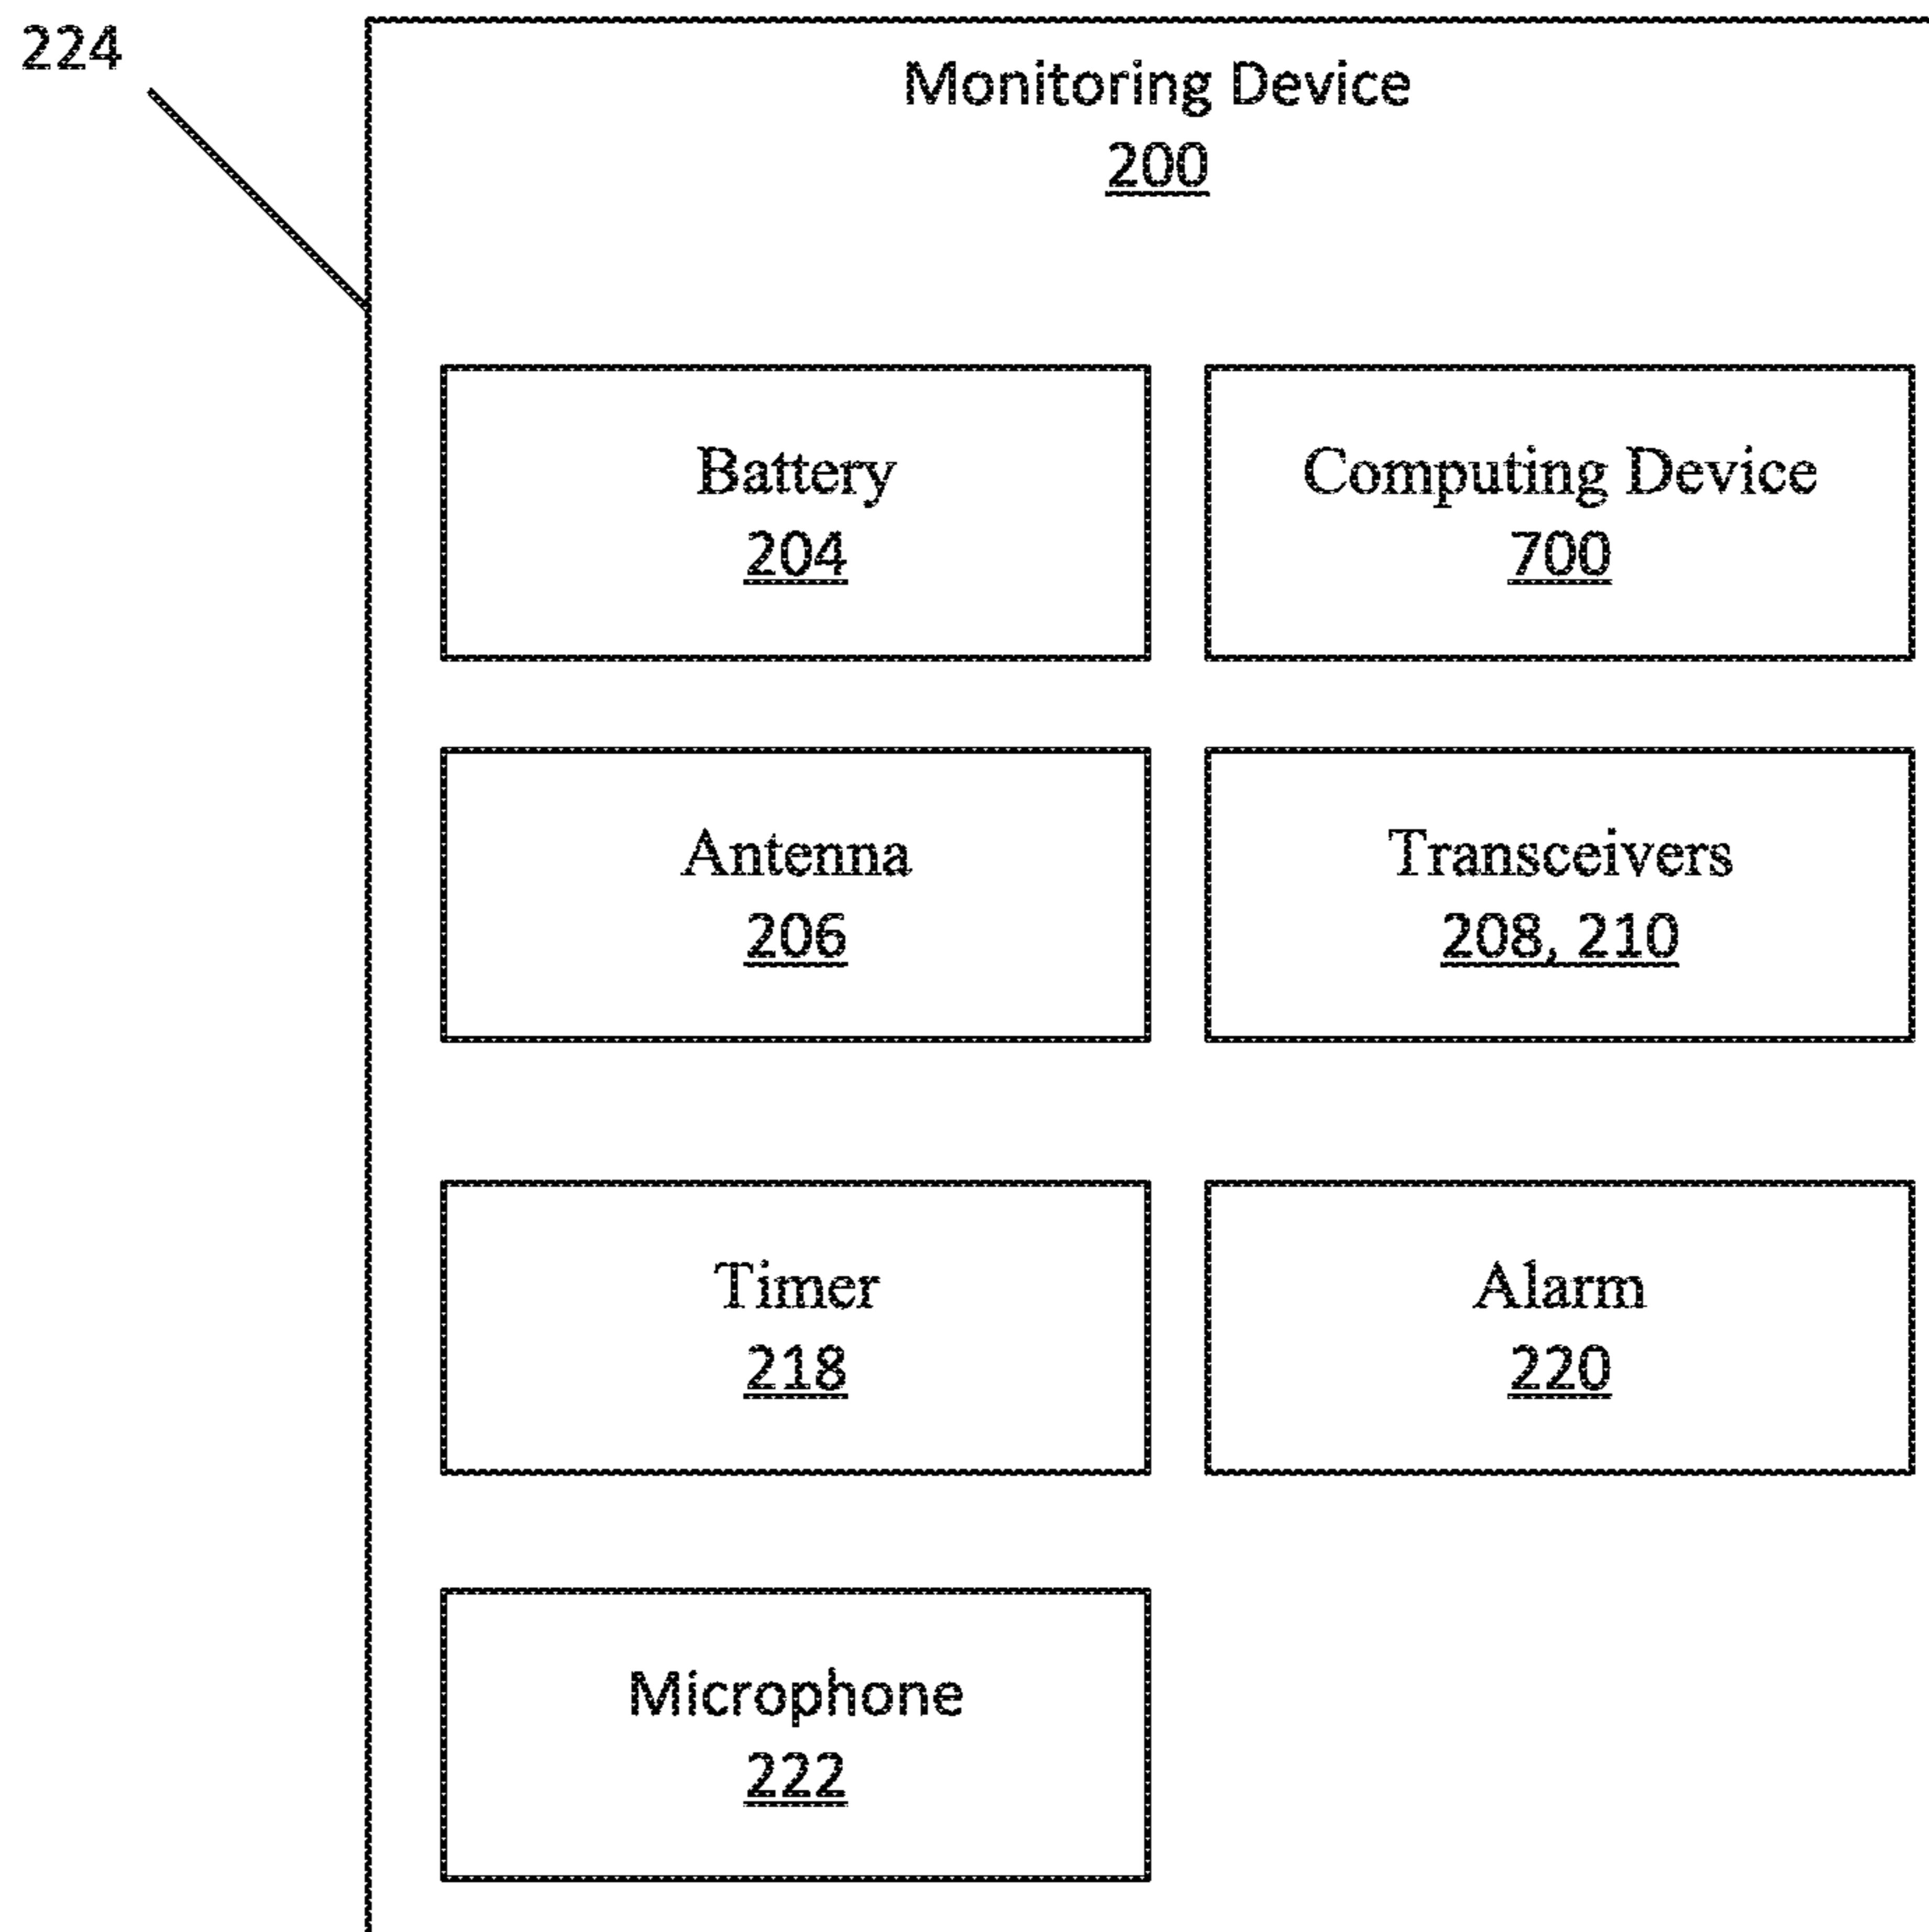 224
Monitoring Device
200
Battery
204
Computing Device
700
Antenna
206
Transceivers
208, 210
Timer
218
Alarm
220
Microphone
222